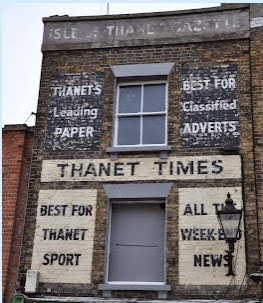 ISLE OF THANET GAZETTE
THANET'S
Leading
PAPER
BEST FOR
Classified
ADVERTS
THANET TIMES
BEST FOR
THANET
SPORT
ALL THE
WEEK-END
NEWS